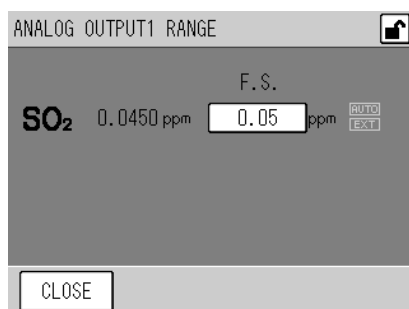 ANALOG OUTPUT1 RANGE
F.S.
SO₂ 0.0450 ppm 0.05 ppm AUTO
EXT
CLOSE